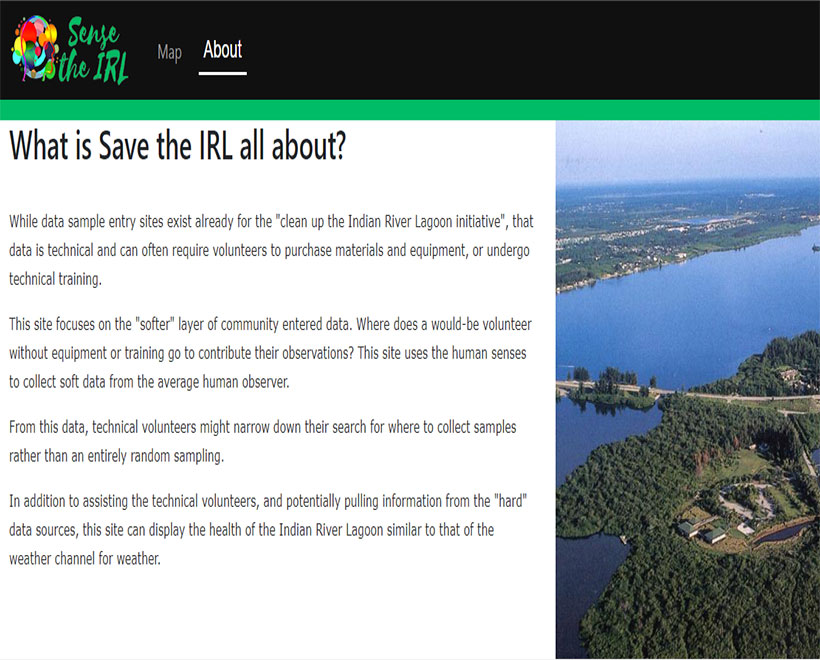 Sense
the IRL
Map
About
What is Save the IRL all about?
While data sample entry sites exist already for the "clean up the Indian River Lagoon initiative", that
data is technical and can often require volunteers to purchase materials and equipment, or undergo
technical training.
This site focuses on the "softer" layer of community entered data. Where does a would-be volunteer
without equipment or training go to contribute their observations? This site uses the human senses
to collect soft data from the average human observer.
From this data, technical volunteers might narrow down their search for where to collect samples
rather than an entirely random sampling.
In addition to assisting the technical volunteers, and potentially pulling information from the "hard"
data sources, this site can display the health of the Indian River Lagoon similar to that of the
weather channel for weather.